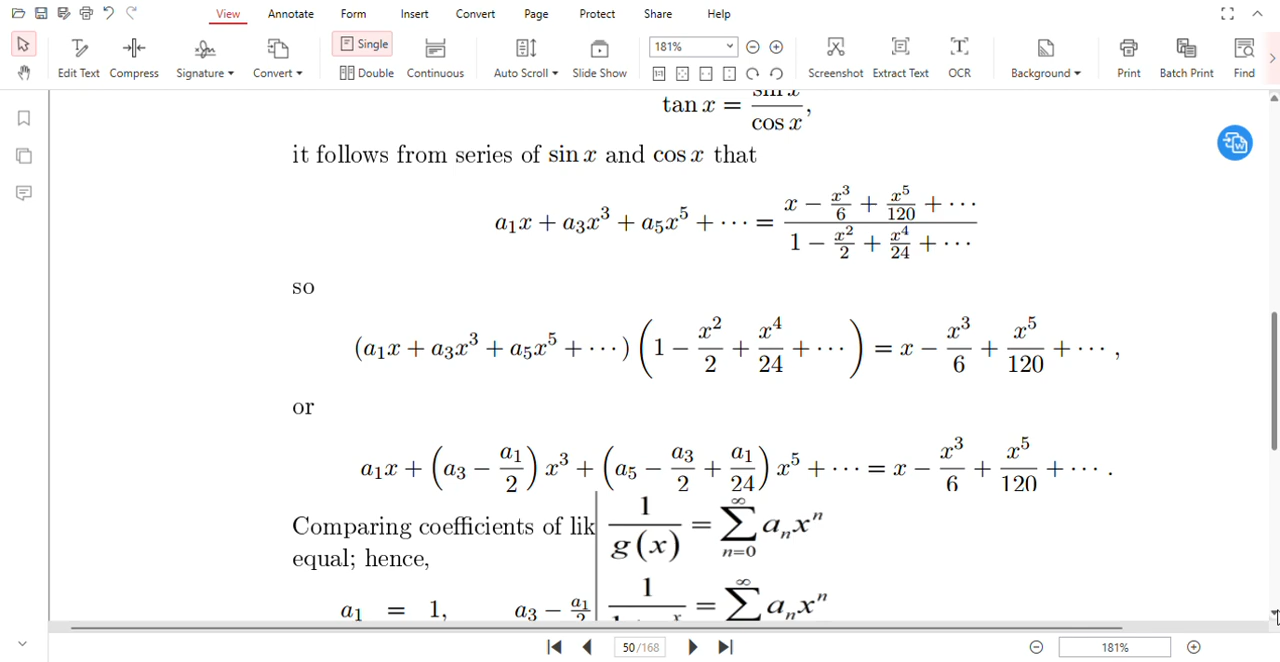 View Annotate Form Insert Convert Page Protect Share Help
Edit Text Compress Signature Convert Single Double Continuous Auto Scroll Slide Show 181% Screenshot Extract Text OCR Background Print Batch Print Find
tan x = sin x / cos x,
it follows from series of sin x and cos x that
a₁x + a₃x³ + a₅x⁵ + ⋯ = (x − x³/6 + x⁵/120 + ⋯) / (1 − x²/2 + x⁴/24 + ⋯)
so
(a₁x + a₃x³ + a₅x⁵ + ⋯) (1 − x²/2 + x⁴/24 + ⋯) = x − x³/6 + x⁵/120 + ⋯ ,
or
a₁x + (a₃ − a₁/2) x³ + (a₅ − a₃/2 + a₁/24) x⁵ + ⋯ = x − x³/6 + x⁵/120 + ⋯ .
Comparing coefficients of lik
1/g(x) = ∑ₙ₌₀^∞ aₙxⁿ
equal; hence,
a₁ = 1, a₃ − a₁/2
= ∑ aₙxⁿ
50/168
181%